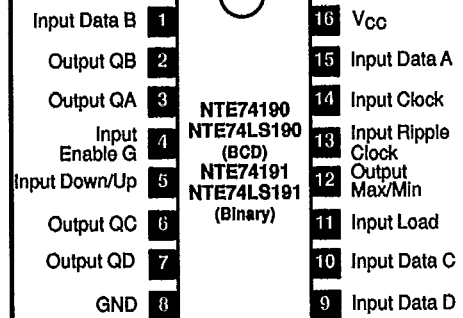 Input Data B 1
Output QB 2
Output QA 3
Input
Enable G 4
Input Down/Up 5
Output QC 6
Output QD 7
GND 8
NTE74190
NTE74LS190
(BCD)
NTE74191
NTE74LS191
(Binary)
16 VCC
15 Input Data A
14 Input Clock
13 Input Ripple
Clock
12 Output
Max/Min
11 Input Load
10 Input Data C
9 Input Data D